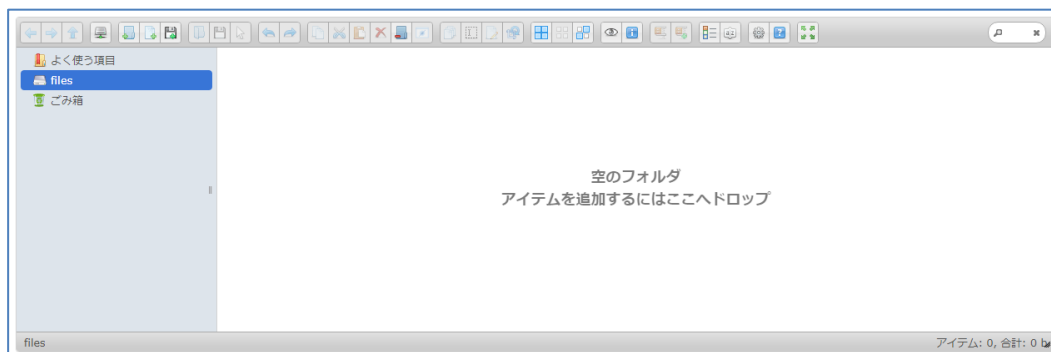 よく使う項目
files
ごみ箱
空のフォルダ
アイテムを追加するにはここへドロップ
files
アイテム: 0, 合計: 0 b